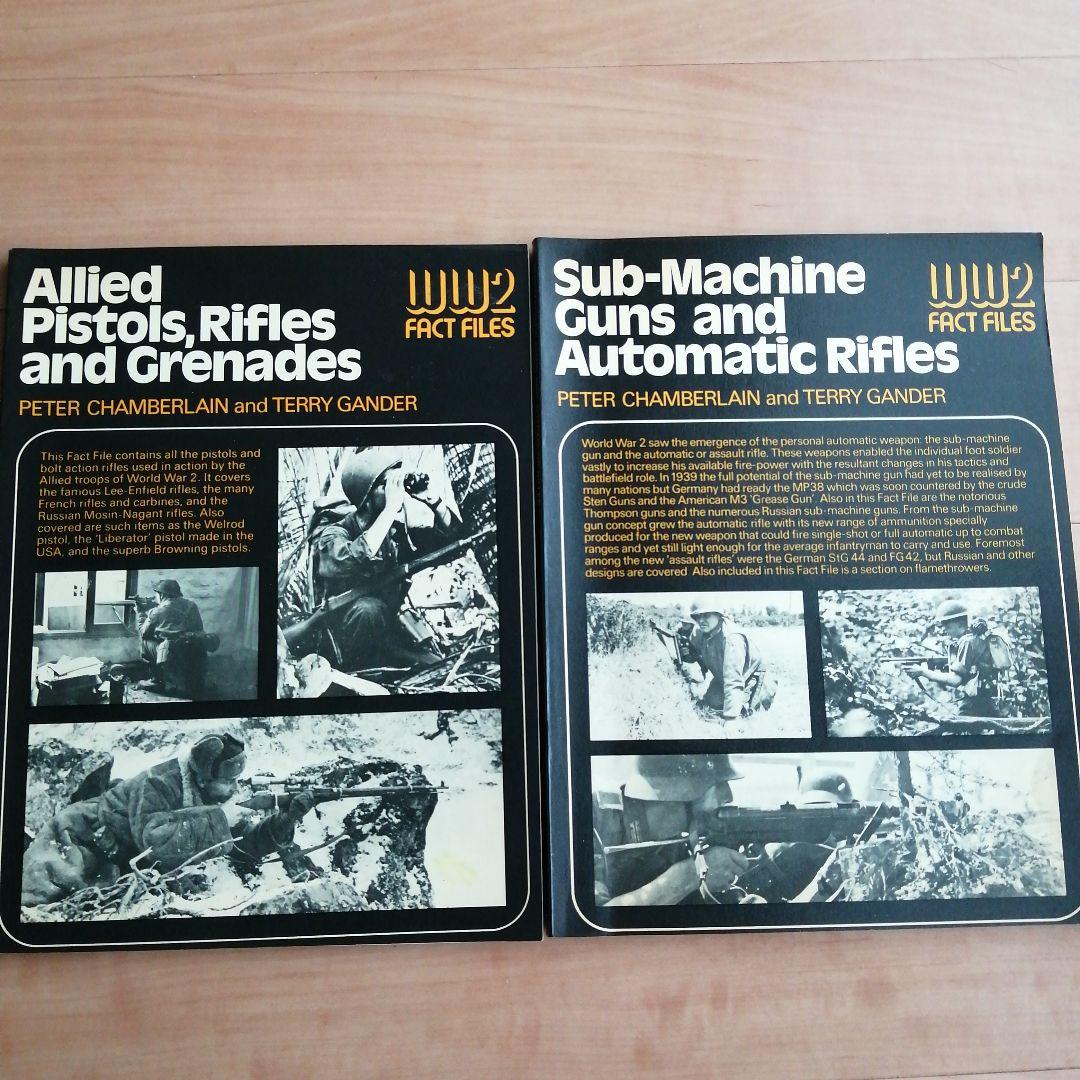 Allied
Pistols, Rifles
and Grenades
WW2
FACT FILES
PETER CHAMBERLAIN and TERRY GANDER
This Fact File contains all the pistols and
bolt action rifles used in action by the
Allied troops of World War 2. It covers
the famous Lee-Enfield rifles, the many
French rifles and carbines, and the
Russian Mosin-Nagant rifles. Also
covered are such items as the Welrod
pistol, the 'Liberator' pistol made in the
USA, and the superb Browning pistols.
Sub-Machine
Guns and
Automatic Rifles
WW2
FACT FILES
PETER CHAMBERLAIN and TERRY GANDER
World War 2 saw the emergence of the personal automatic weapon: the sub-machine
gun and the automatic or assault rifle. These weapons enabled the individual foot soldier
vastly to increase his available fire-power with the resultant changes in his tactics and
battlefield role. In 1939 the full potential of the sub-machine gun had yet to be realised by
many nations but Germany had ready the MP38 which was soon countered by the crude
Sten Guns and the American M3 'Grease Gun'. Also in this Fact File are the notorious
Thompson guns and the numerous Russian sub-machine guns. From the sub-machine
gun concept grew the automatic rifle with its new range of ammunition specially
produced for the new weapon that could fire single-shot or full automatic up to combat
ranges and yet still light enough for the average infantryman to carry and use. Foremost
among the new 'assault rifles' were the German StG 44 and FG 42, but Russian and other
designs are covered. Also included in this Fact File is a section on flamethrowers.